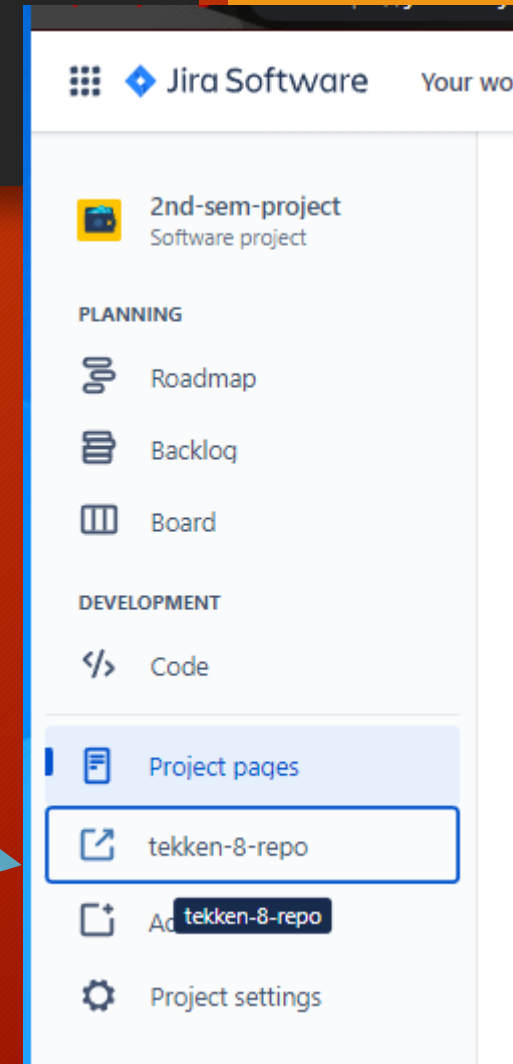 Jira Software
Your wo
2nd-sem-project
Software project
PLANNING
Roadmap
Backlog
Board
DEVELOPMENT
Code
Project pages
tekken-8-repo
tekken-8-repo
Project settings